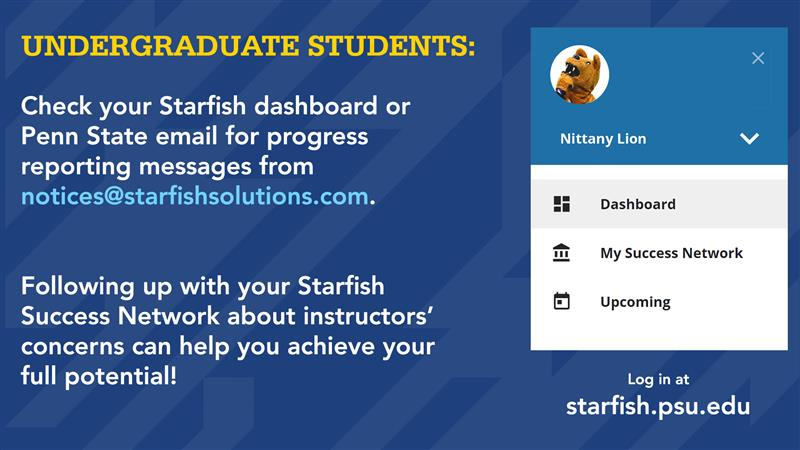 UNDERGRADUATE STUDENTS:
Check your Starfish dashboard or
Penn State email for progress
reporting messages from
notices@starfishsolutions.com.
Following up with your Starfish
Success Network about instructors’
concerns can help you achieve your
full potential!
Nittany Lion
Dashboard
My Success Network
Upcoming
Log in at
starfish.psu.edu